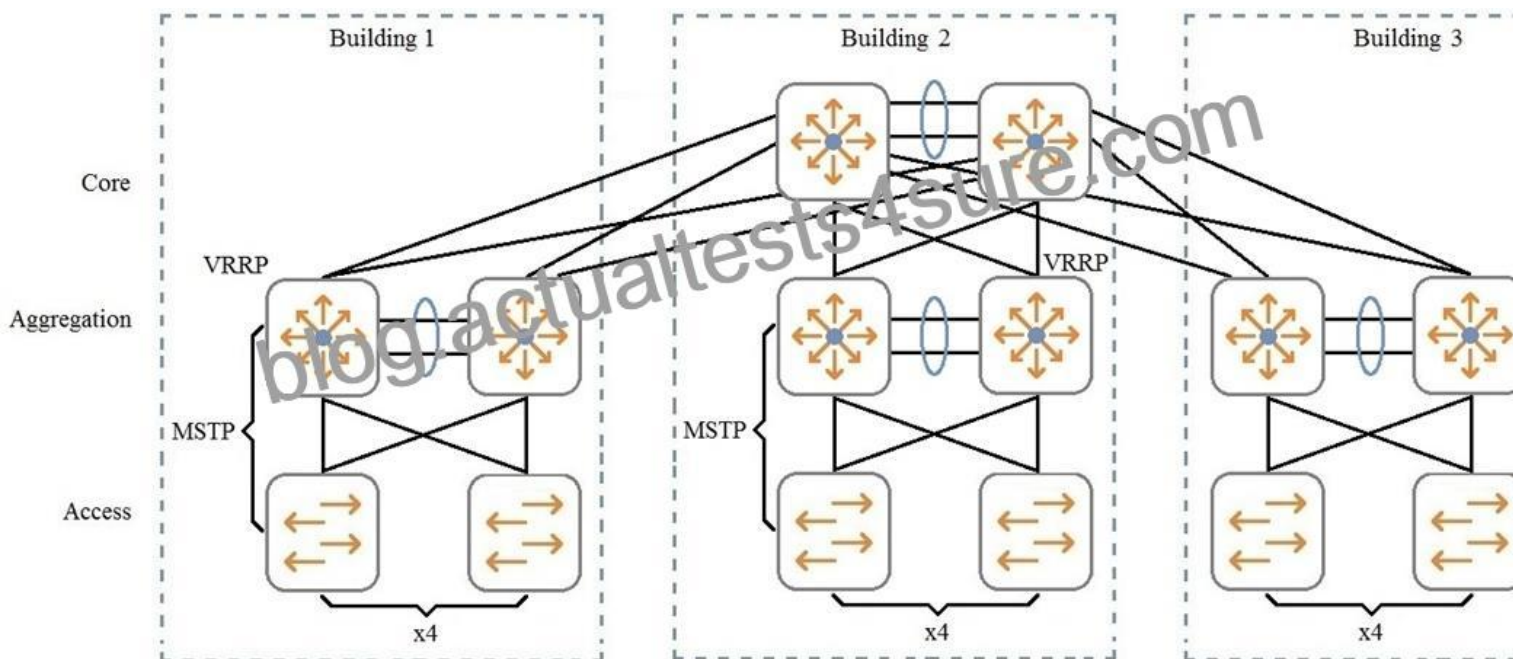 Building 1
Building 2
Building 3
Core
VRRP
VRRP
Aggregation
MSTP
MSTP
Access
x4
x4
x4
blog.actualtests4sure.com